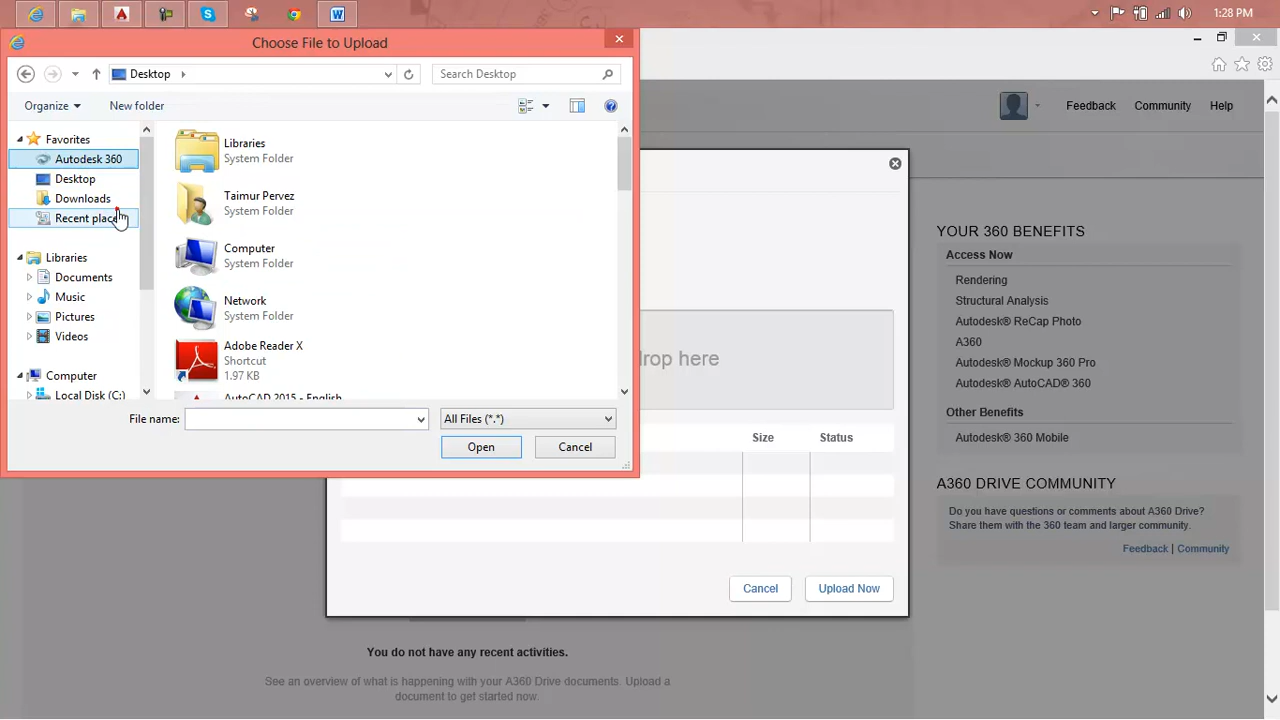 1:28 PM
Choose File to Upload
Desktop
Search Desktop
Organize
New folder
Favorites
Autodesk 360
Desktop
Downloads
Recent places
Libraries
Documents
Music
Pictures
Videos
Computer
Local Disk (C:)
Libraries
System Folder
Taimur Pervez
System Folder
Computer
System Folder
Network
System Folder
Adobe Reader X
Shortcut
1.97 KB
AutoCAD 2015 - English
File name:
All Files (*.*)
Open
Cancel
Feedback
Community
Help
drop here
Size
Status
Cancel
Upload Now
You do not have any recent activities.
See an overview of what is happening with your A360 Drive documents. Upload a
document to get started now.
YOUR 360 BENEFITS
Access Now
Rendering
Structural Analysis
Autodesk® ReCap Photo
A360
Autodesk® Mockup 360 Pro
Autodesk® AutoCAD® 360
Other Benefits
Autodesk® 360 Mobile
A360 DRIVE COMMUNITY
Do you have questions or comments about A360 Drive?
Share them with the 360 team and larger community.
Feedback | Community